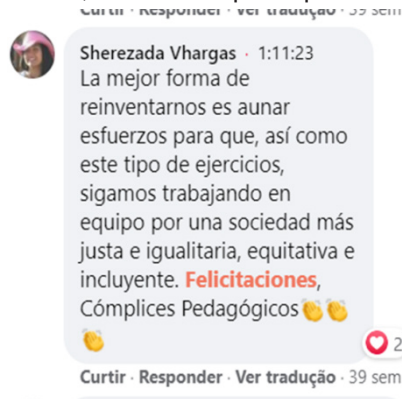 Curtir · Responder · Ver tradução · 39 sem
Sherezada Vhargas · 1:11:23
La mejor forma de
reinventarnos es aunar
esfuerzos para que, así como
este tipo de ejercicios,
sigamos trabajando en
equipo por una sociedad más
justa e igualitaria, equitativa e
incluyente. Felicitaciones,
Cómplices Pedagógicos👏👏
👏
2
Curtir · Responder · Ver tradução · 39 sem